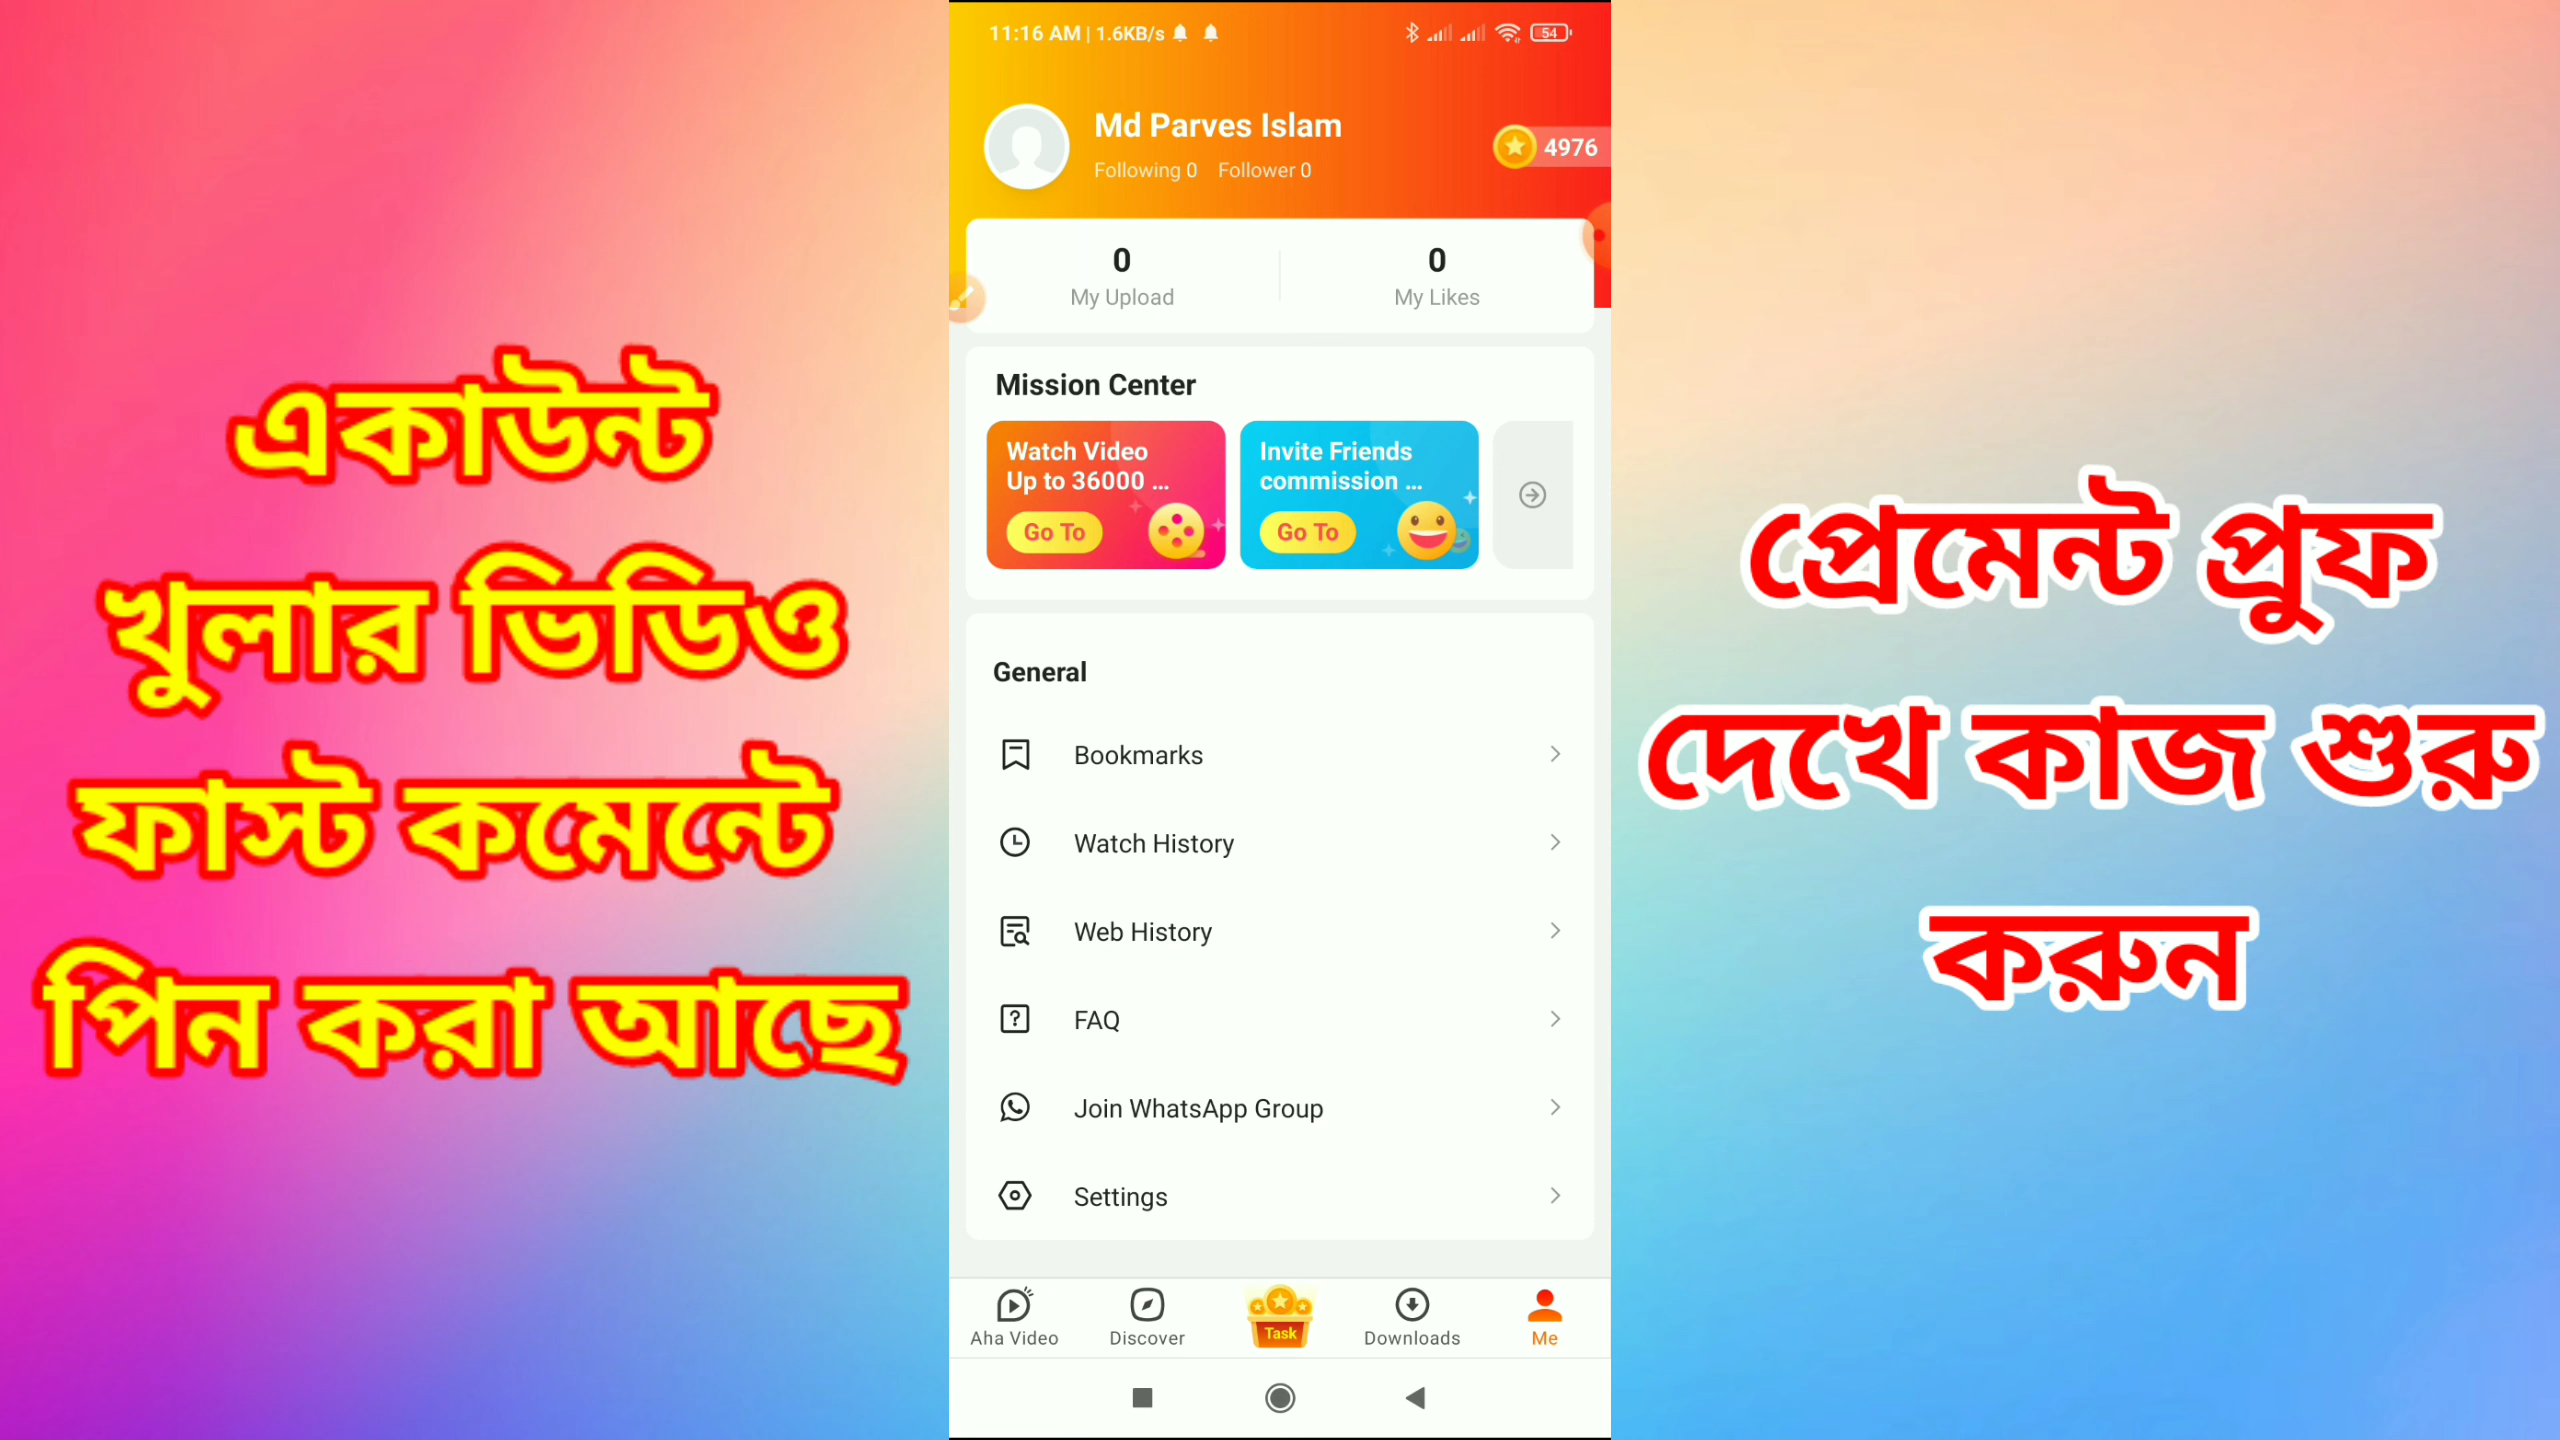 একাউন্ট
খুলার ভিডিও
ফাস্ট কমেন্টে
পিন করা আছে
11:16 AM | 1.6KB/s
54
Md Parves Islam
Following 0 Follower 0
4976
0
My Upload
0
My Likes
Mission Center
Watch Video
Up to 36000 ...
Go To
Invite Friends
commission ...
Go To
General
Bookmarks
Watch History
Web History
FAQ
Join WhatsApp Group
Settings
Aha Video
Discover
Task
Downloads
Me
প্রেমেন্ট প্রুফ
দেখে কাজ শুরু
করুন